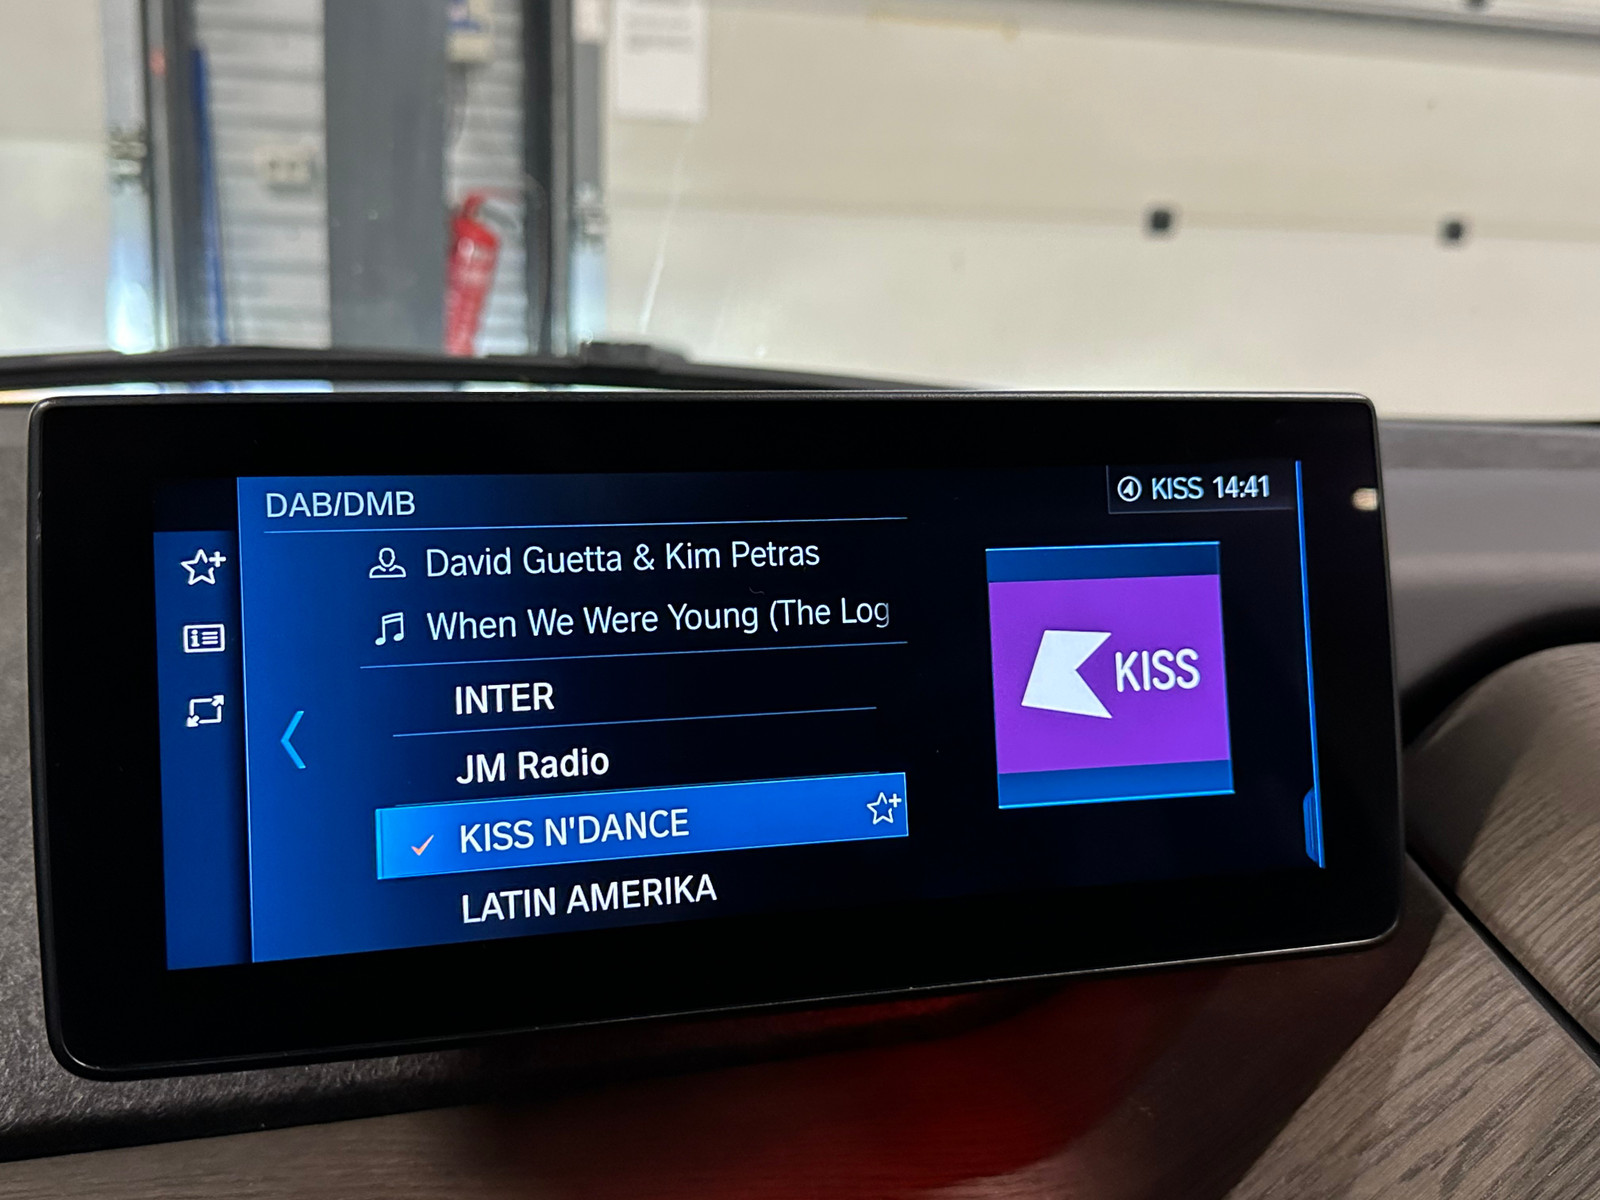 DAB/DMB
KISS 14:41
David Guetta & Kim Petras
When We Were Young (The Log
INTER
JM Radio
KISS N'DANCE
LATIN AMERIKA
KISS